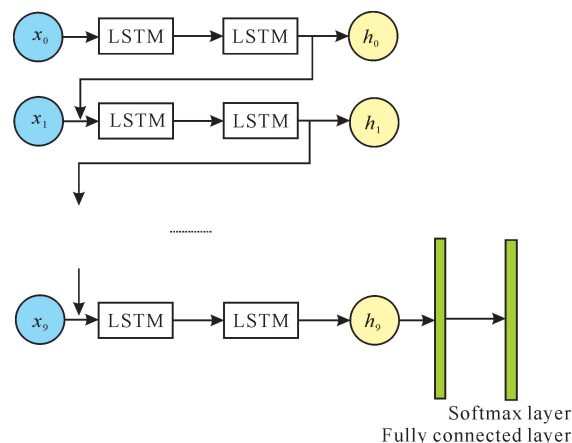 x₀ LSTM LSTM h₀
x₁ LSTM LSTM h₁
x₉ LSTM LSTM h₉
Softmax layer
Fully connected layer